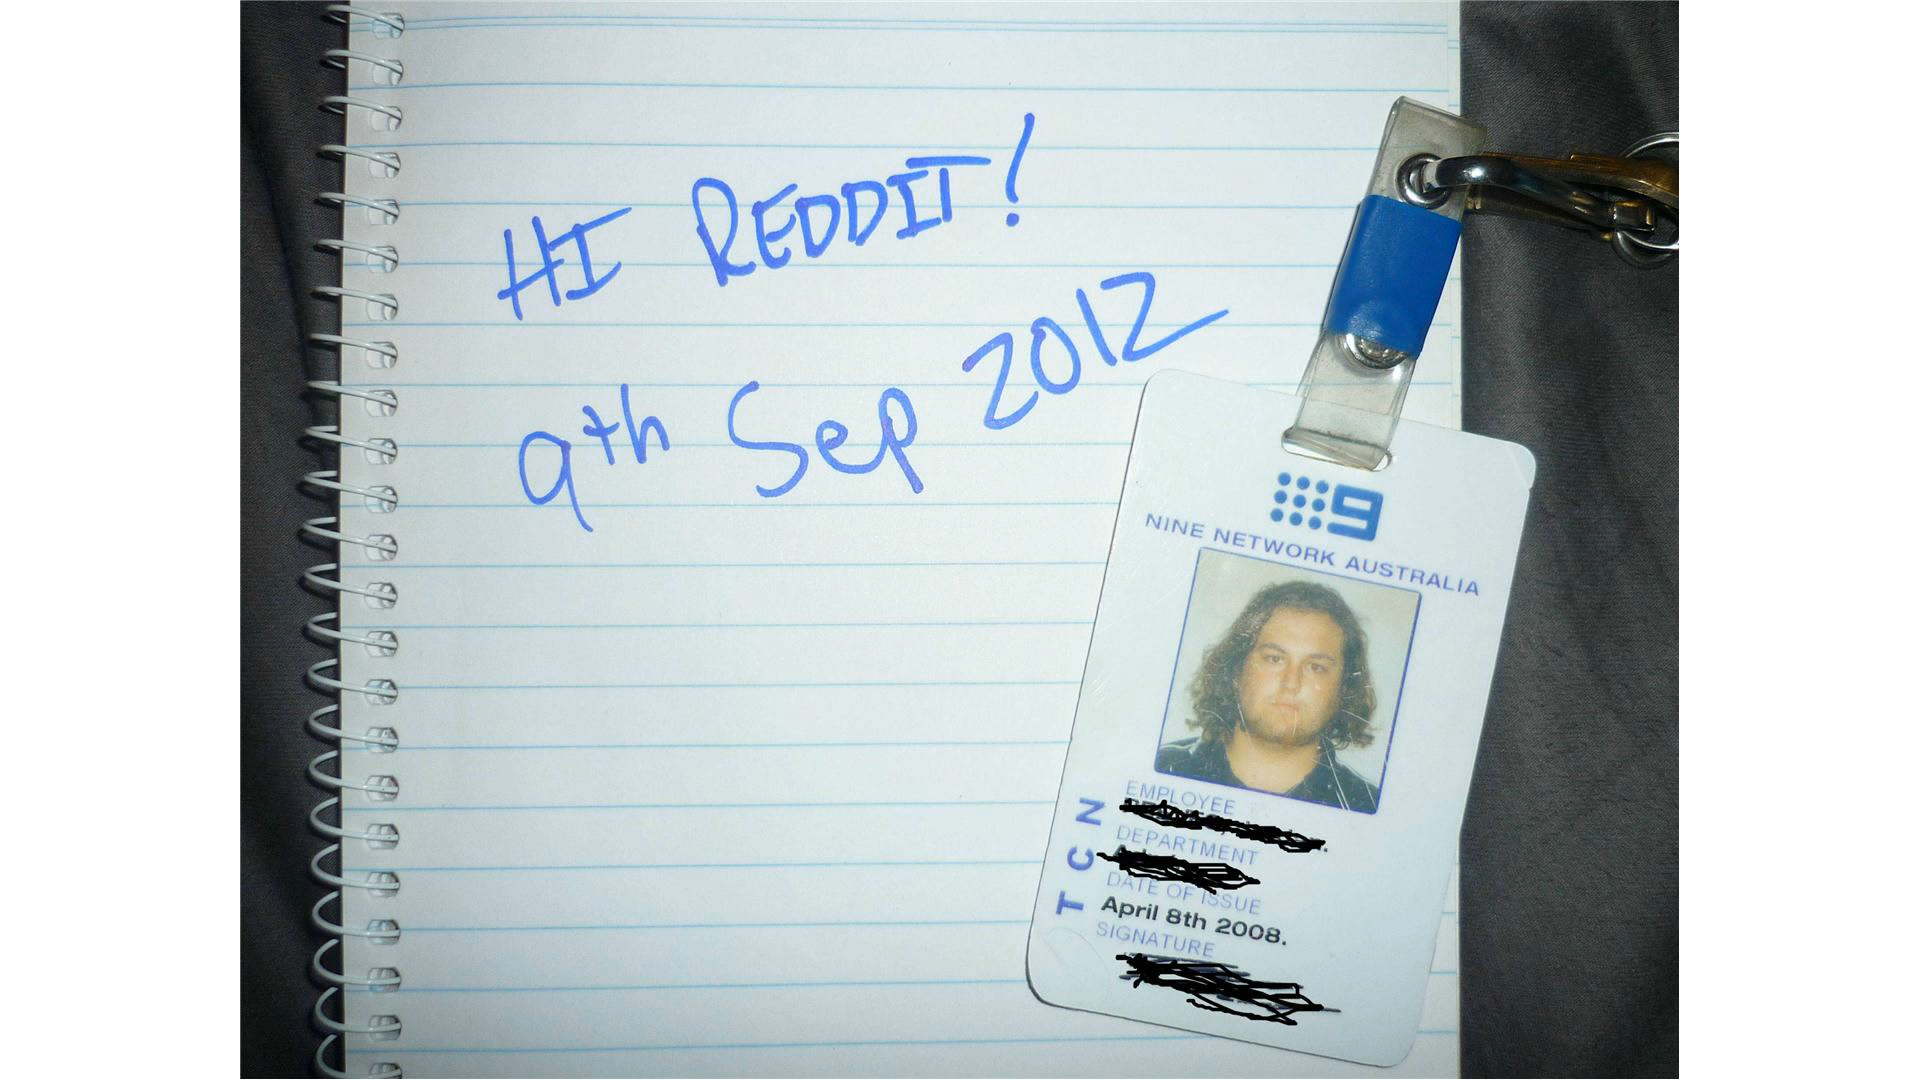 HI REDDIT!
9th Sep 2012
9
NINE NETWORK AUSTRALIA
EMPLOYEE
DEPARTMENT
DATE OF ISSUE
April 8th 2008.
SIGNATURE
TCN